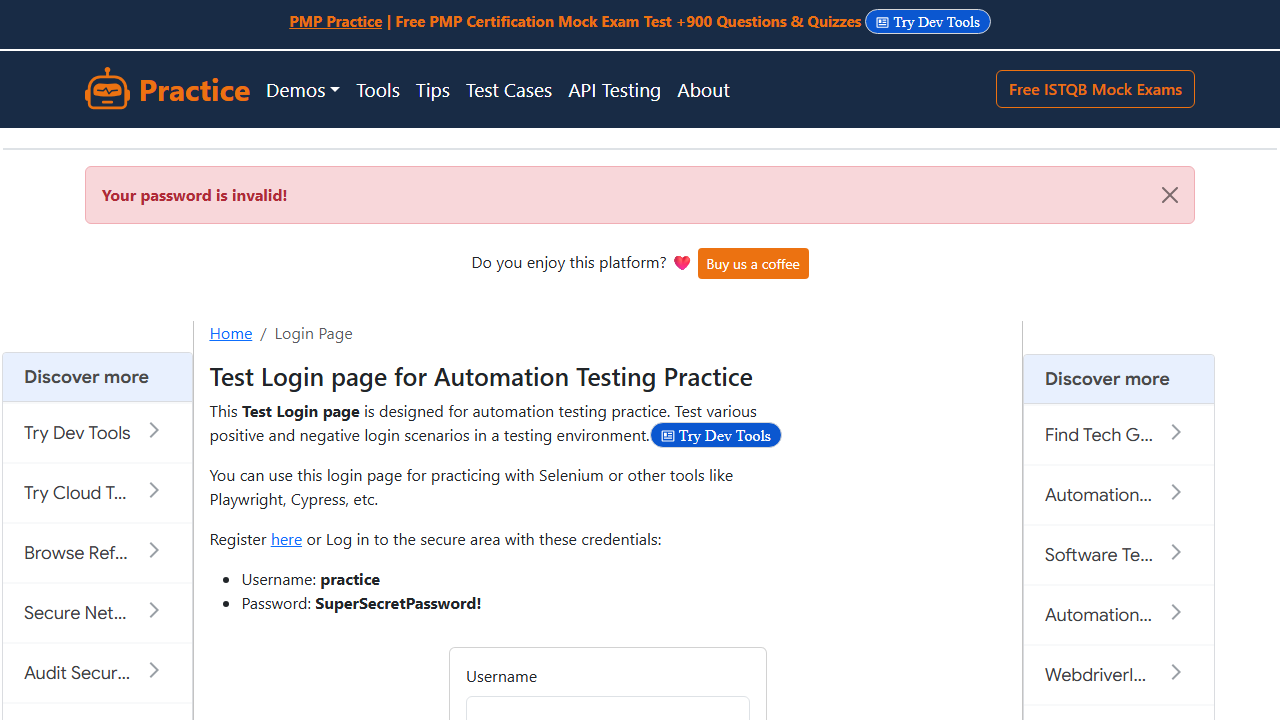 PMP Practice | Free PMP Certification Mock Exam Test +900 Questions & Quizzes Try Dev Tools
Practice Demos Tools Tips Test Cases API Testing About Free ISTQB Mock Exams
Your password is invalid!
Do you enjoy this platform? Buy us a coffee
Home / Login Page
Discover more
Try Dev Tools
Try Cloud T...
Browse Ref...
Secure Net...
Audit Secur...
Test Login page for Automation Testing Practice
This Test Login page is designed for automation testing practice. Test various
positive and negative login scenarios in a testing environment. Try Dev Tools
You can use this login page for practicing with Selenium or other tools like
Playwright, Cypress, etc.
Register here or Log in to the secure area with these credentials:
Username: practice
Password: SuperSecretPassword!
Username
Discover more
Find Tech G...
Automation...
Software Te...
Automation...
WebdriverI...